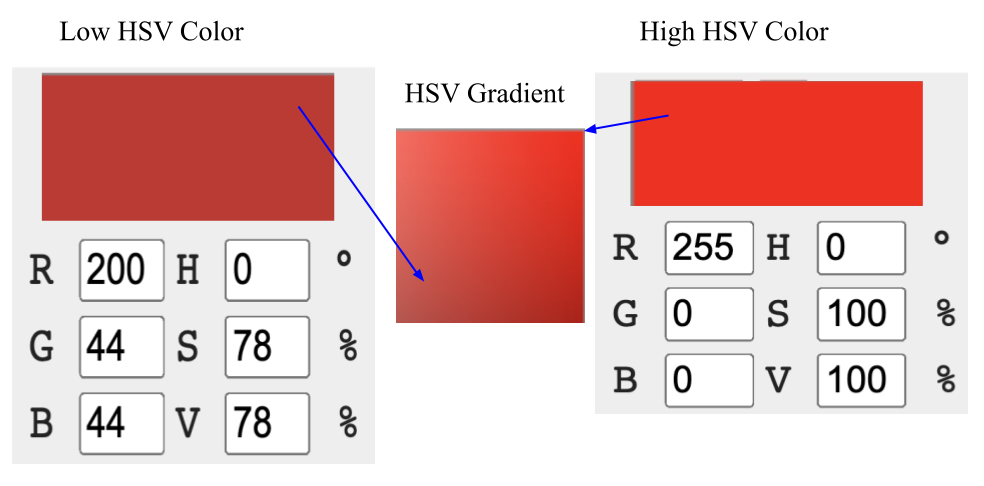 Low HSV Color
High HSV Color
HSV Gradient
R 200 H 0 °
G 44 S 78 %
B 44 V 78 %
R 255 H 0 °
G 0 S 100 %
B 0 V 100 %